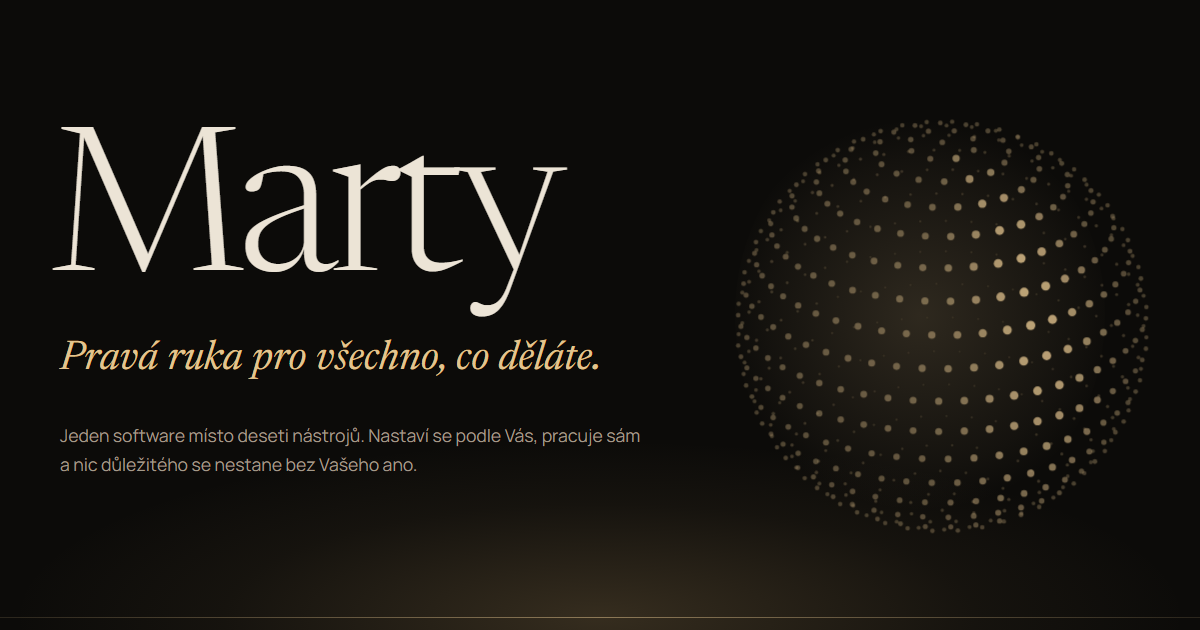 Marty
Pravá ruka pro všechno, co děláte.
Jeden software místo deseti nástrojů. Nastaví se podle Vás, pracuje sám
a nic důležitého se nestane bez Vašeho ano.